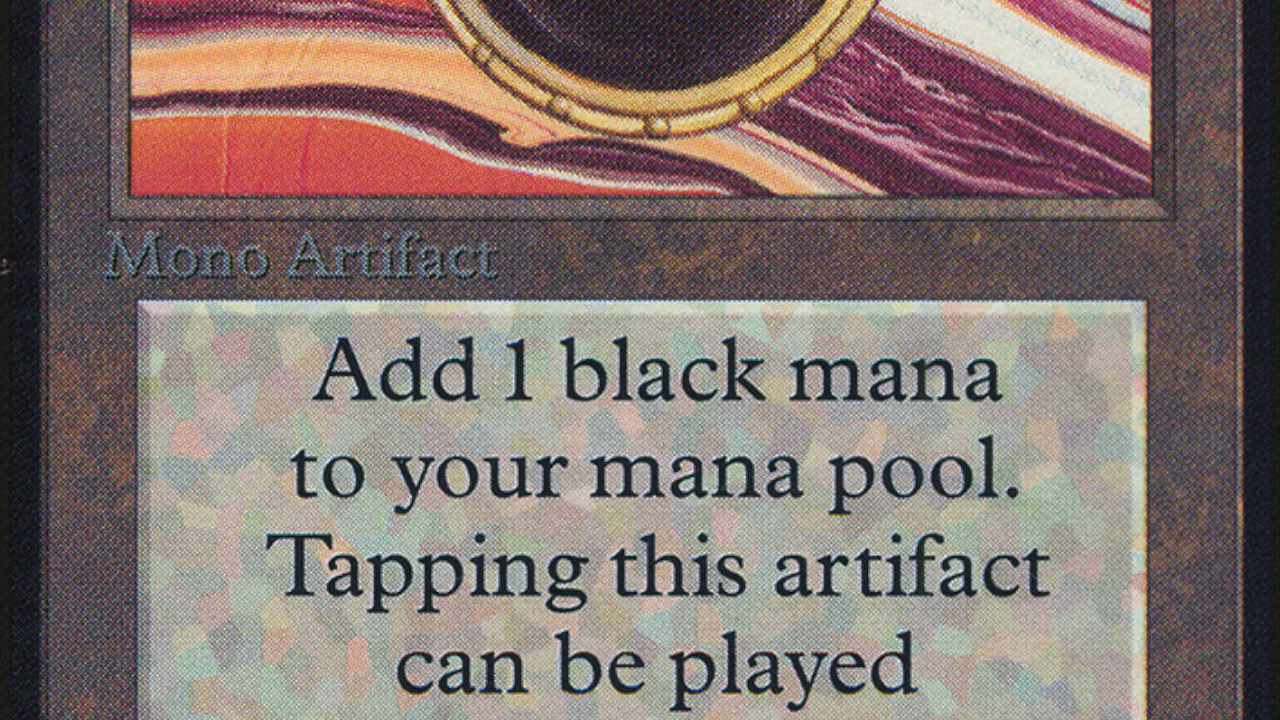 Mono Artifact
Add 1 black mana
to your mana pool.
Tapping this artifact
can be played